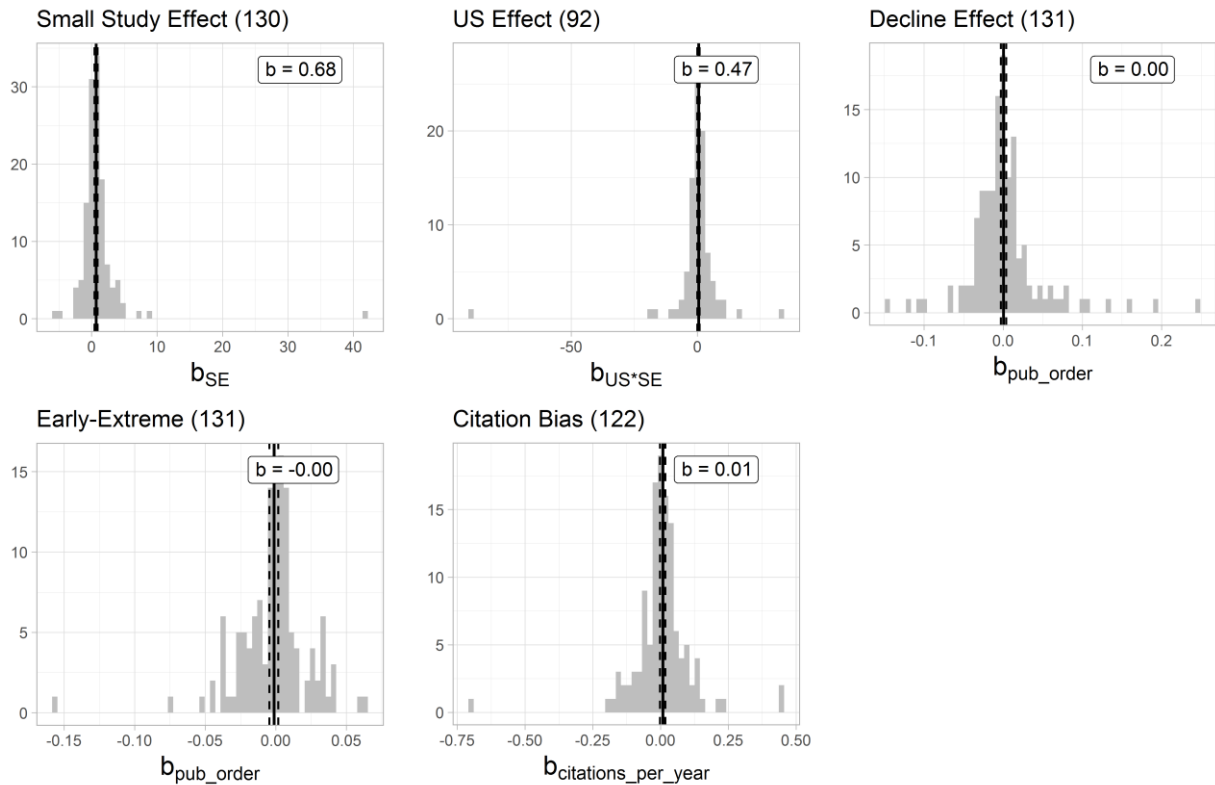 Small Study Effect (130)
b = 0.68
30
20
10
0
0
10
20
30
40
bSE
US Effect (92)
b = 0.47
20
10
0
-50
0
bUS*SE
Decline Effect (131)
b = 0.00
15
10
5
0
-0.1
0.0
0.1
0.2
bpub_order
Early-Extreme (131)
b = -0.00
15
10
5
0
-0.15
-0.10
-0.05
0.00
0.05
bpub_order
Citation Bias (122)
b = 0.01
15
10
5
0
-0.75
-0.50
-0.25
0.00
0.25
0.50
bcitations_per_year